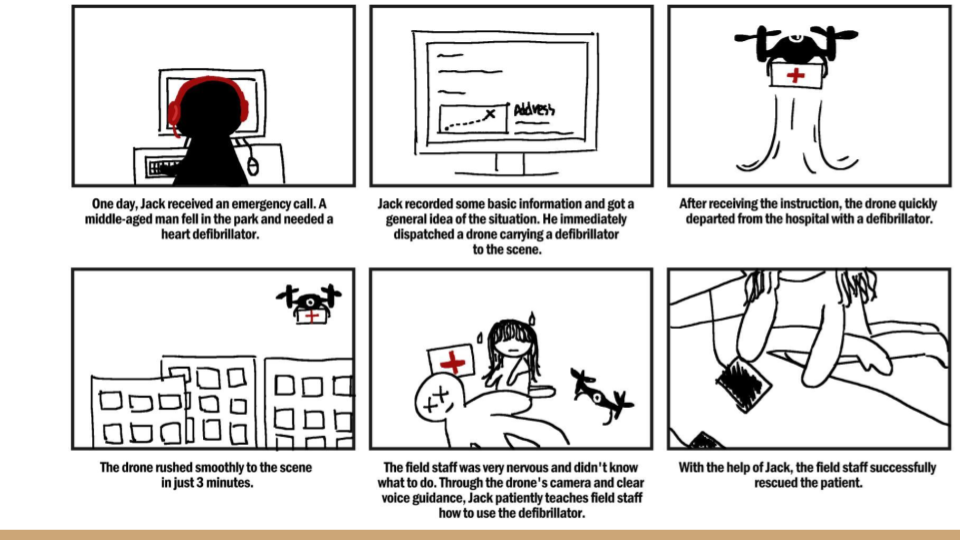 One day, Jack received an emergency call. A
middle-aged man fell in the park and needed a
heart defibrillator.
Address
Jack recorded some basic information and got a
general idea of the situation. He immediately
dispatched a drone carrying a defibrillator
to the scene.
After receiving the instruction, the drone quickly
departed from the hospital with a defibrillator.
The drone rushed smoothly to the scene
in just 3 minutes.
The field staff was very nervous and didn't know
what to do. Through the drone's camera and clear
voice guidance, Jack patiently teaches field staff
how to use the defibrillator.
With the help of Jack, the field staff successfully
rescued the patient.